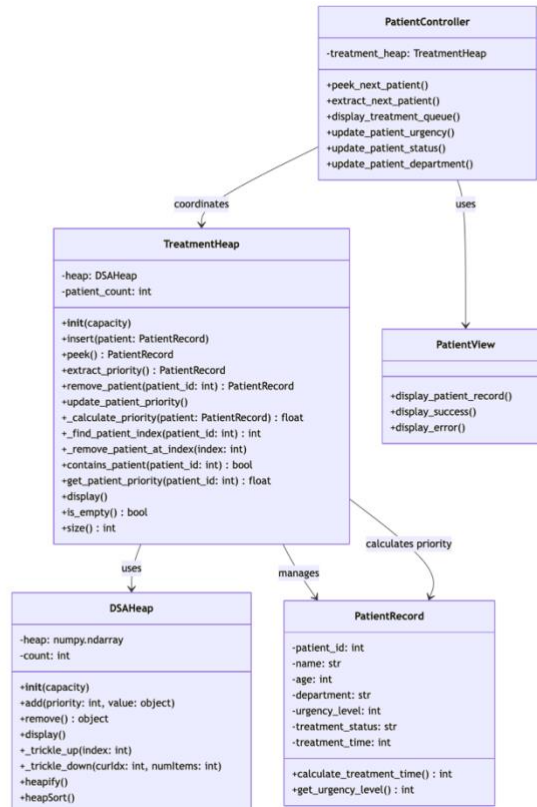 PatientController
-treatment_heap: TreatmentHeap
+peek_next_patient()
+extract_next_patient()
+display_treatment_queue()
+update_patient_urgency()
+update_patient_status()
+update_patient_department()
coordinates
uses
TreatmentHeap
-heap: DSAHeap
-patient_count: int
+init(capacity)
+insert(patient: PatientRecord)
+peek() : PatientRecord
+extract_priority() : PatientRecord
+remove_patient(patient_id: int) : PatientRecord
+update_patient_priority()
+_calculate_priority(patient: PatientRecord) : float
+_find_patient_index(patient_id: int) : int
+_remove_patient_at_index(index: int)
+contains_patient(patient_id: int) : bool
+get_patient_priority(patient_id: int) : float
+display()
+is_empty() : bool
+size() : int
PatientView
+display_patient_record()
+display_success()
+display_error()
uses
manages
calculates priority
DSAHeap
-heap: numpy.ndarray
-count: int
+init(capacity)
+add(priority: int, value: object)
+remove() : object
+display()
+_trickle_up(index: int)
+_trickle_down(curIdx: int, numItems: int)
+heapify()
+heapSort()
PatientRecord
-patient_id: int
-name: str
-age: int
-department: str
-urgency_level: int
-treatment_status: str
-treatment_time: int
+calculate_treatment_time() : int
+get_urgency_level() : int